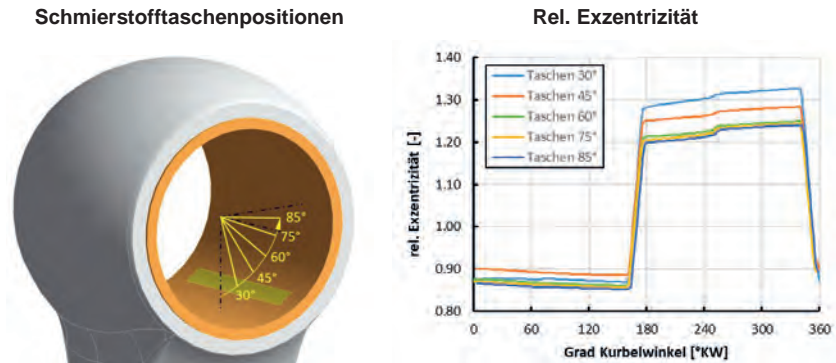 Schmierstofftaschenpositionen
85°
75°
60°
45°
30°
Rel. Exzentrizität
1.40
1.30
1.20
1.10
1.00
0.90
0.80
rel. Exzentrizität [-]
Taschen 30°
Taschen 45°
Taschen 60°
Taschen 75°
Taschen 85°
0 60 120 180 240 300 360
Grad Kurbelwinkel [°KW]